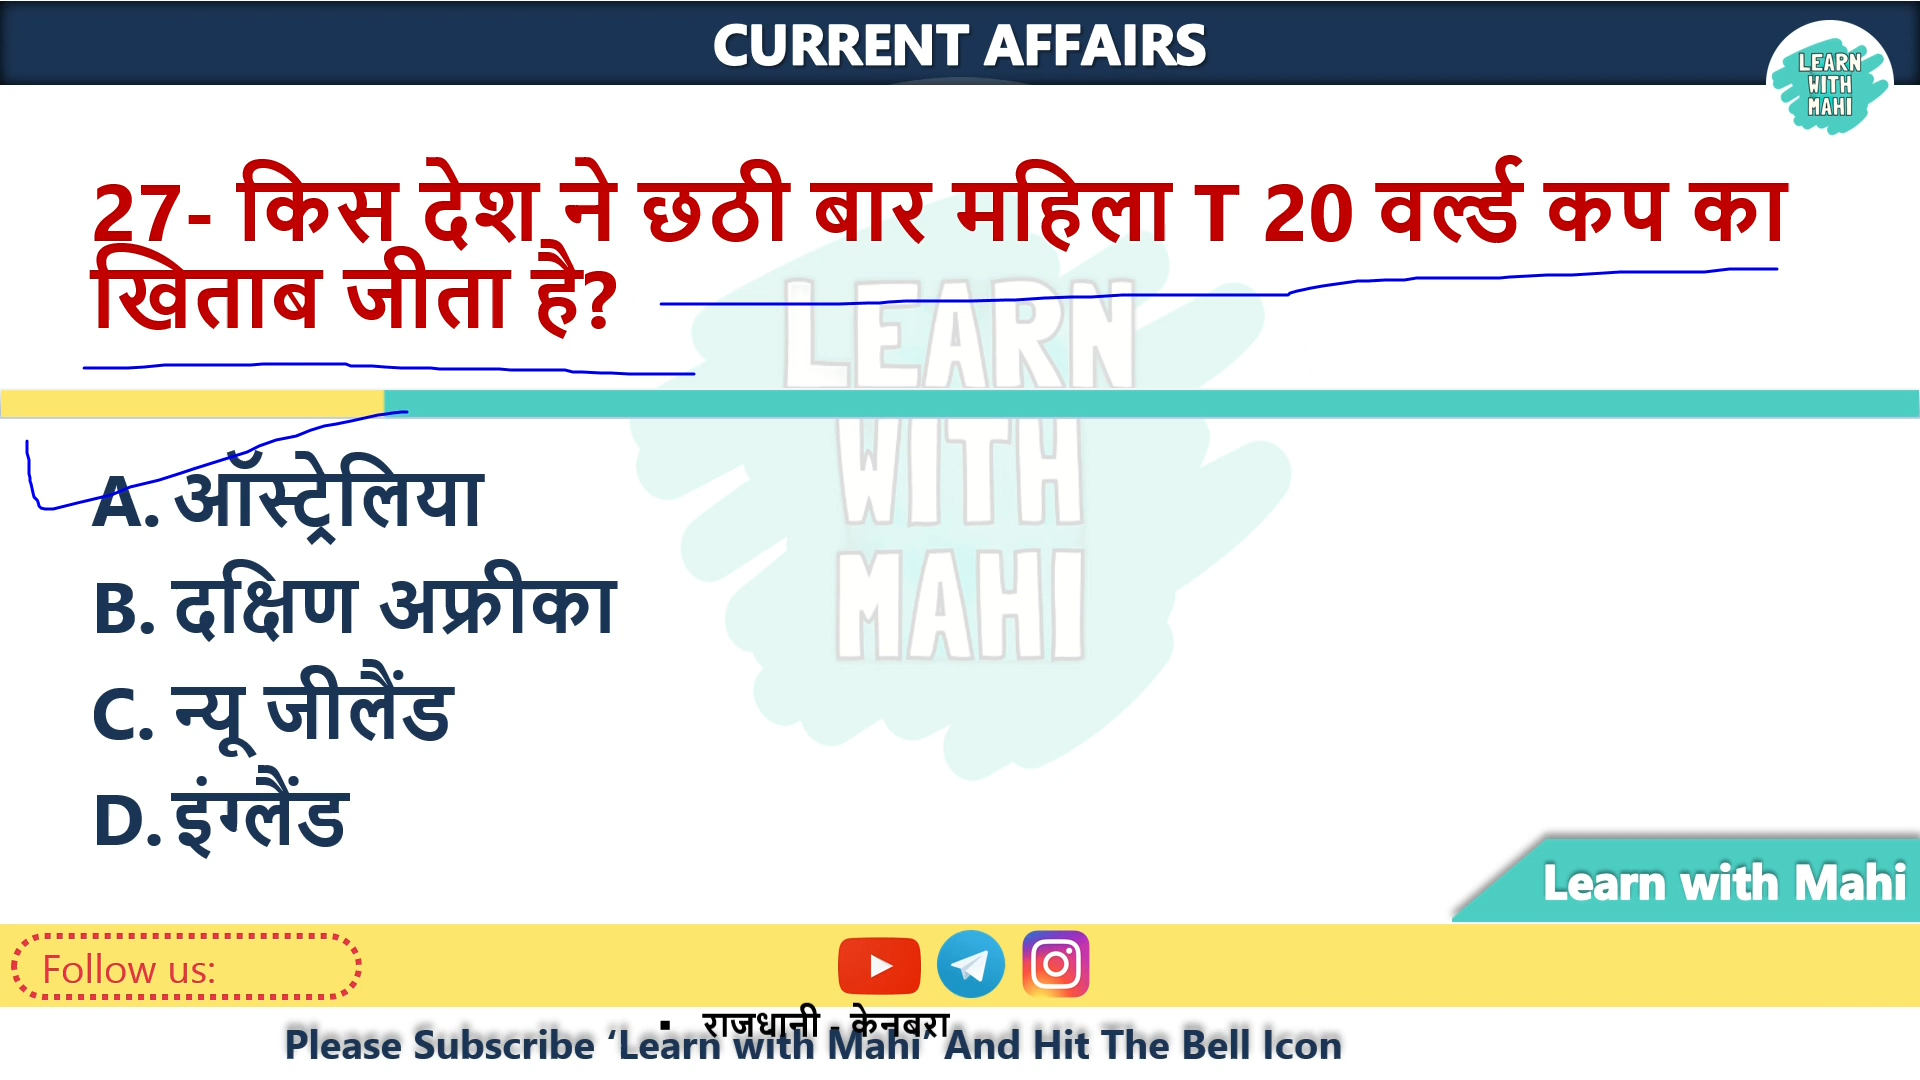 CURRENT AFFAIRS
LEARN
WITH
MAHI
27- किस देश ने छठी बार महिला T 20 वर्ल्ड कप का
खिताब जीता है?
LEARN
WITH
MAHI
A. ऑस्ट्रेलिया
B. दक्षिण अफ्रीका
C. न्यू जीलैंड
D. इंग्लैंड
Learn with Mahi
Follow us:
▪ राजधानी - केनबरा
Please Subscribe ‘Learn with Mahi’ And Hit The Bell Icon